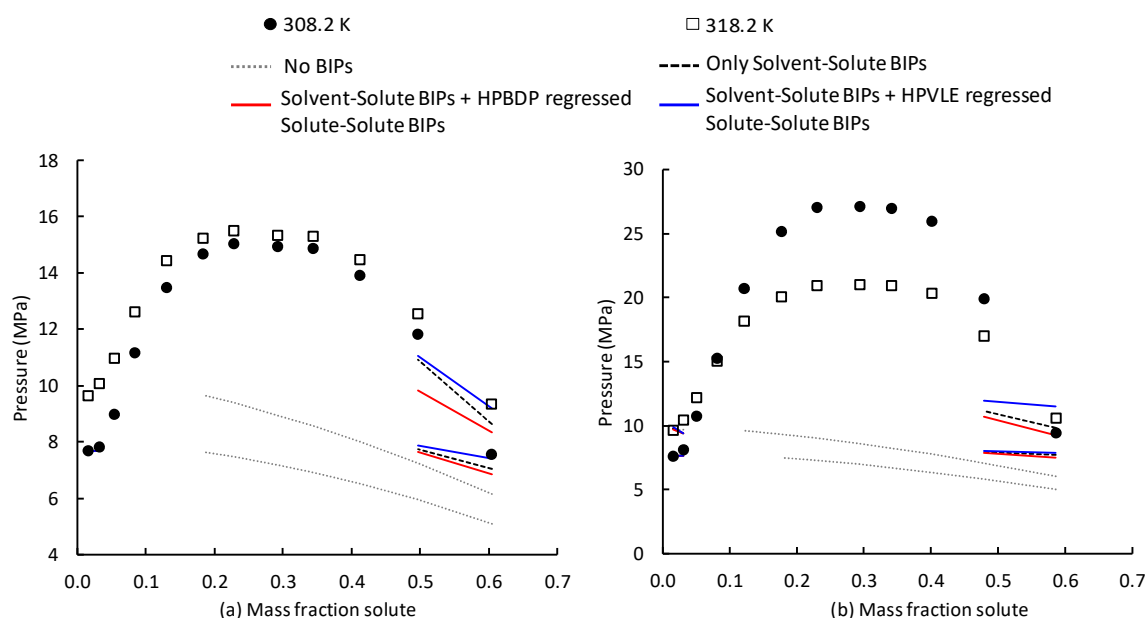 308.2 K
318.2 K
No BIPs
Only Solvent-Solute BIPs
Solvent-Solute BIPs + HPBDP regressed
Solute-Solute BIPs
Solvent-Solute BIPs + HPVLE regressed
Solute-Solute BIPs
18
16
14
12
10
8
6
4
Pressure (MPa)
0.0 0.1 0.2 0.3 0.4 0.5 0.6 0.7
(a) Mass fraction solute
30
25
20
15
10
5
0
Pressure (MPa)
0.0 0.1 0.2 0.3 0.4 0.5 0.6 0.7
(b) Mass fraction solute